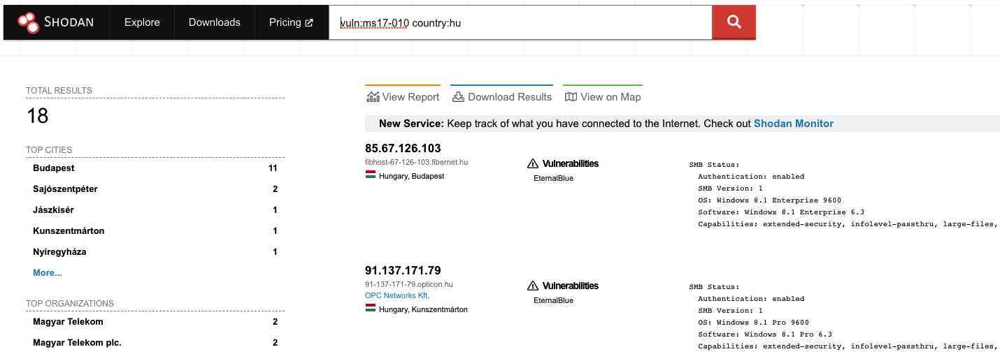 SHODAN Explore Downloads Pricing vuln:ms17-010 country:hu
TOTAL RESULTS
18
TOP CITIES
Budapest 11
Sajószentpéter 2
Jászkisér 1
Kunszentmárton 1
Nyíregyháza 1
More...
TOP ORGANIZATIONS
Magyar Telekom 2
Magyar Telekom plc. 2
View Report Download Results View on Map
New Service: Keep track of what you have connected to the Internet. Check out Shodan Monitor
85.67.126.103
fibhost-67-126-103.fibernet.hu
Hungary, Budapest
Vulnerabilities
EternalBlue
SMB Status:
Authentication: enabled
SMB Version: 1
OS: Windows 8.1 Enterprise 9600
Software: Windows 8.1 Enterprise 6.3
Capabilities: extended-security, infolevel-passthru, large-files,
91.137.171.79
91-137-171-79.opticon.hu
OPC Networks Kft.
Hungary, Kunszentmárton
Vulnerabilities
EternalBlue
SMB Status:
Authentication: enabled
SMB Version: 1
OS: Windows 8.1 Pro 9600
Software: Windows 8.1 Pro 6.3
Capabilities: extended-security, infolevel-passthru, large-files,